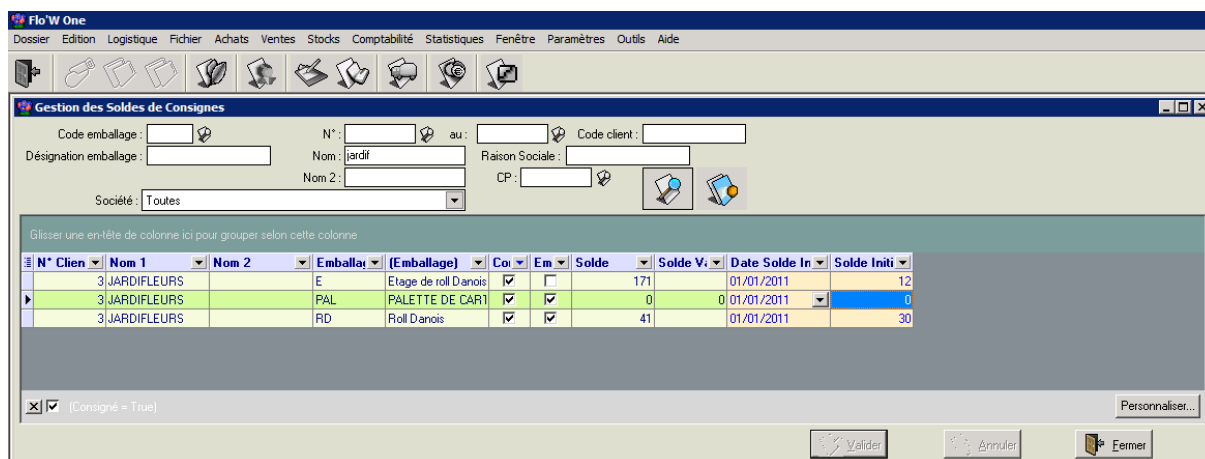 Flo'W One
Dossier Edition Logistique Fichier Achats Ventes Stocks Comptabilité Statistiques Fenêtre Paramètres Outils Aide
Gestion des Soldes de Consignes
Code emballage : N° : au : Code client :
Désignation emballage : Nom : jardif Raison Sociale :
Nom 2 : CP :
Société : Toutes
Glisser une en-tête de colonne ici pour grouper selon cette colonne
N° Clien Nom 1 Nom 2 Emballag (Emballage) Co Em Solde Solde Va Date Solde In Solde Initi
3 JARDIFLEURS E Etage de roll Danois 171 01/01/2011 12
3 JARDIFLEURS PAL PALETTE DE CART 0 0 01/01/2011 0
3 JARDIFLEURS RD Roll Danois 41 01/01/2011 30
(Consigné = True) Personnaliser...
Valider Annuler Fermer